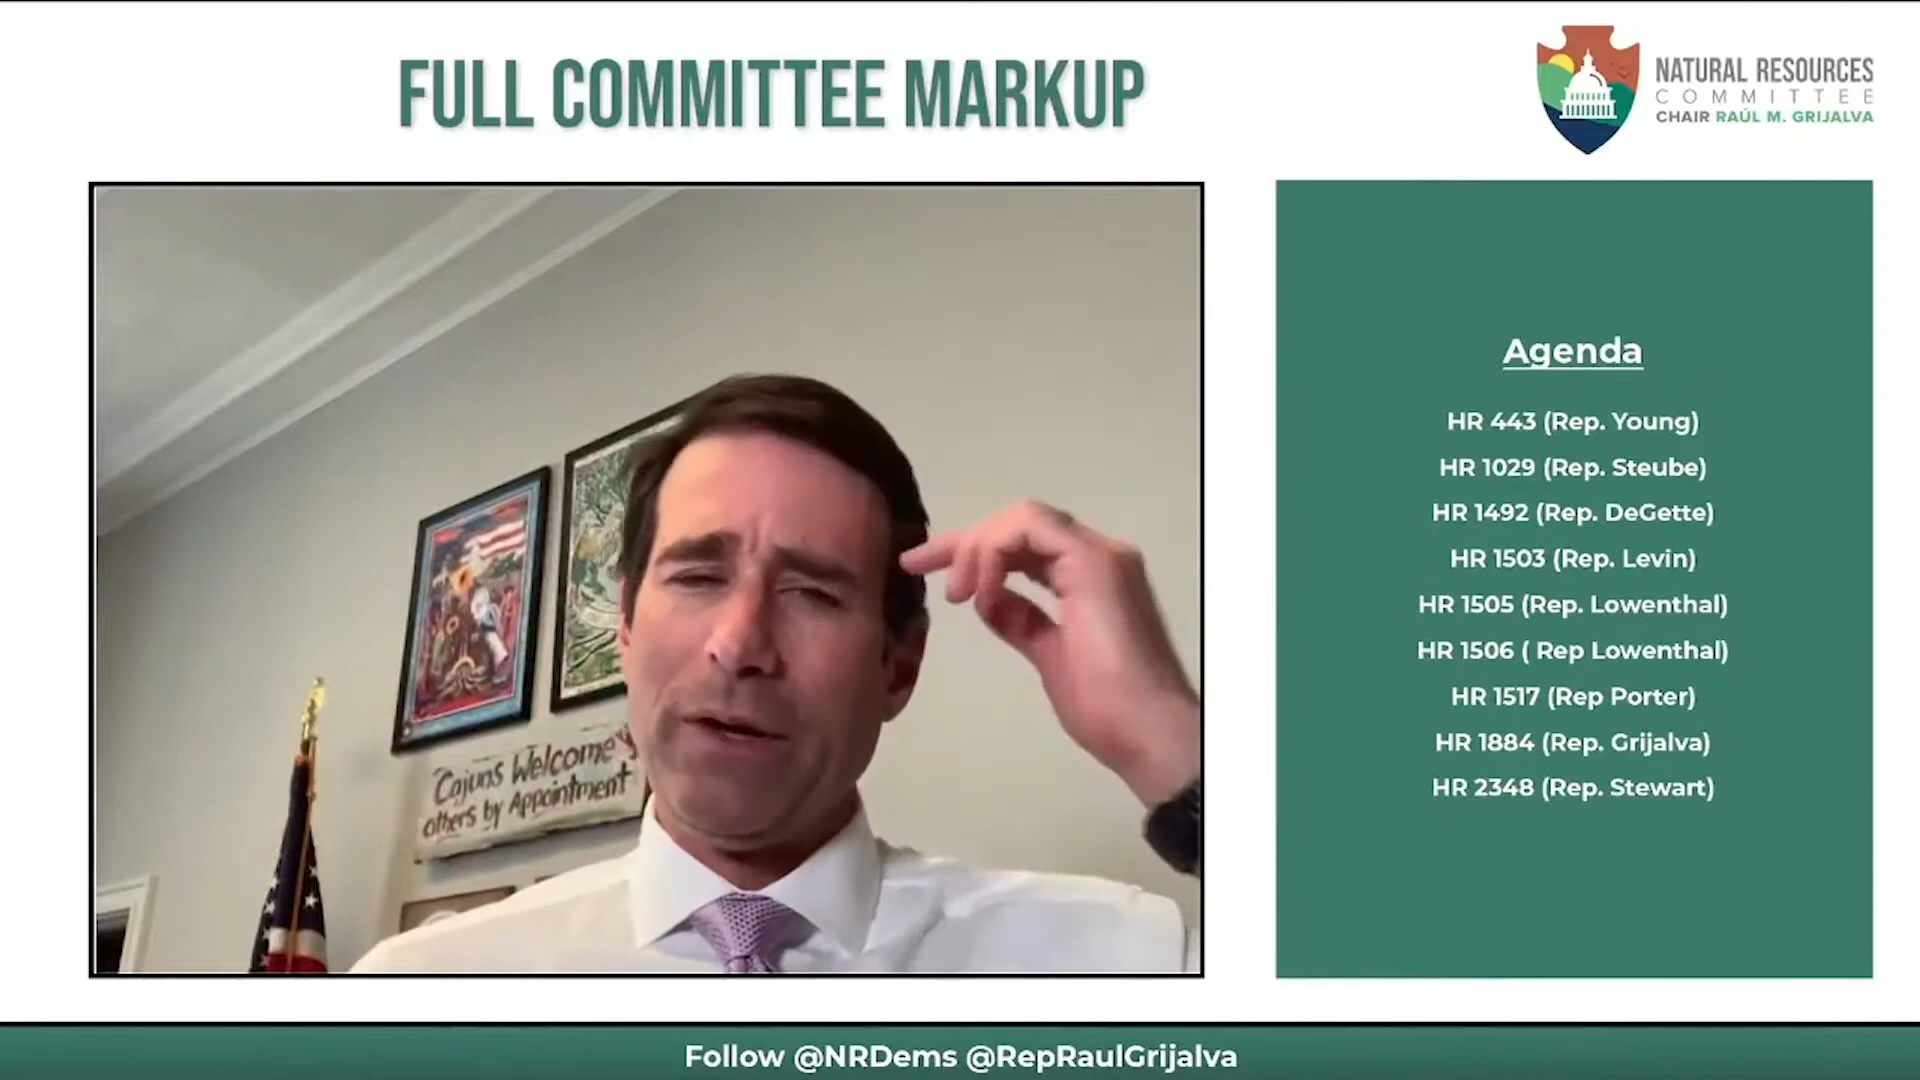 FULL COMMITTEE MARKUP
NATURAL RESOURCES
COMMITTEE
CHAIR RAÚL M. GRIJALVA
Cajuns Welcome
others by Appointment
Agenda
HR 443 (Rep. Young)
HR 1029 (Rep. Steube)
HR 1492 (Rep. DeGette)
HR 1503 (Rep. Levin)
HR 1505 (Rep. Lowenthal)
HR 1506 ( Rep Lowenthal)
HR 1517 (Rep Porter)
HR 1884 (Rep. Grijalva)
HR 2348 (Rep. Stewart)
Follow @NRDems @RepRaulGrijalva